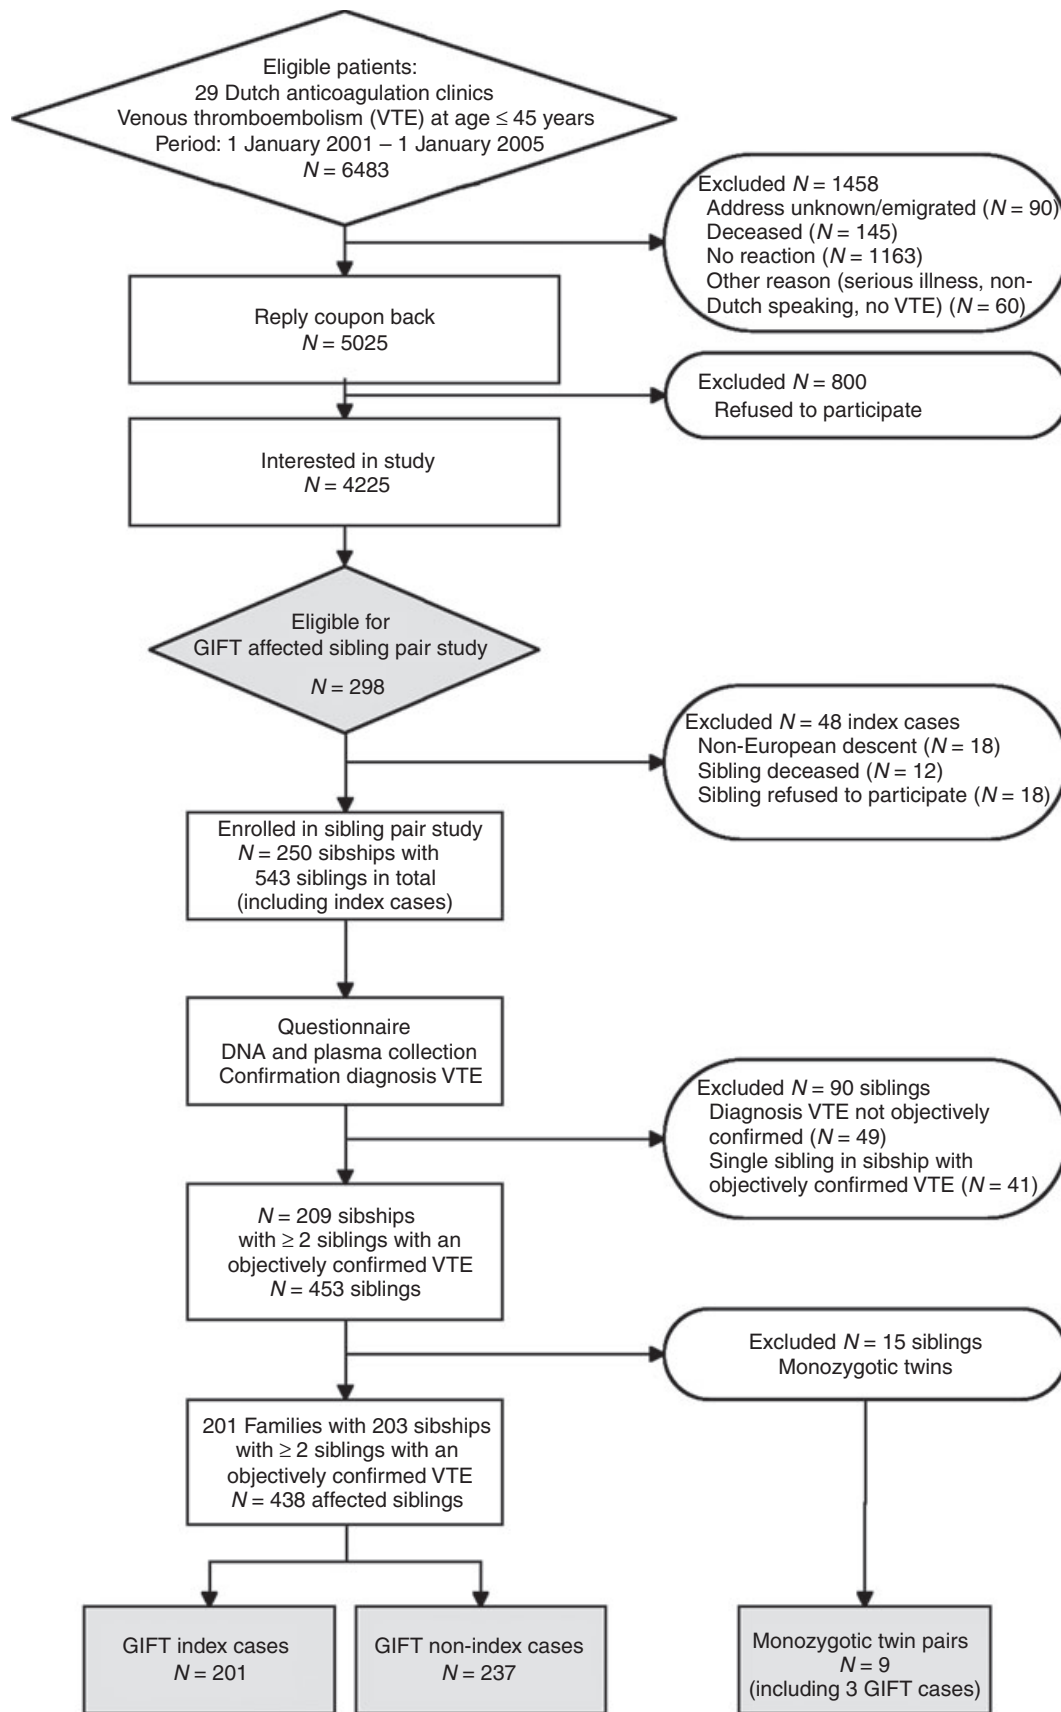 Eligible patients:
29 Dutch anticoagulation clinics
Venous thromboembolism (VTE) at age ≤ 45 years
Period: 1 January 2001 – 1 January 2005
N = 6483
Excluded N = 1458
Address unknown/emigrated (N = 90)
Deceased (N = 145)
No reaction (N = 1163)
Other reason (serious illness, non-
Dutch speaking, no VTE) (N = 60)
Reply coupon back
N = 5025
Excluded N = 800
Refused to participate
Interested in study
N = 4225
Eligible for
GIFT affected sibling pair study
N = 298
Excluded N = 48 index cases
Non-European descent (N = 18)
Sibling deceased (N = 12)
Sibling refused to participate (N = 18)
Enrolled in sibling pair study
N = 250 sibships with
543 siblings in total
(including index cases)
Questionnaire
DNA and plasma collection
Confirmation diagnosis VTE
Excluded N = 90 siblings
Diagnosis VTE not objectively
confirmed (N = 49)
Single sibling in sibship with
objectively confirmed VTE (N = 41)
N = 209 sibships
with ≥ 2 siblings with an
objectively confirmed VTE
N = 453 siblings
Excluded N = 15 siblings
Monozygotic twins
201 Families with 203 sibships
with ≥ 2 siblings with an
objectively confirmed VTE
N = 438 affected siblings
GIFT index cases
N = 201
GIFT non-index cases
N = 237
Monozygotic twin pairs
N = 9
(including 3 GIFT cases)